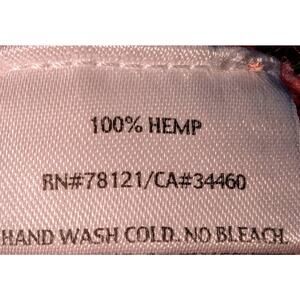 100% HEMP
RN#78121/CA#34460
HAND WASH COLD. NO BLEACH.